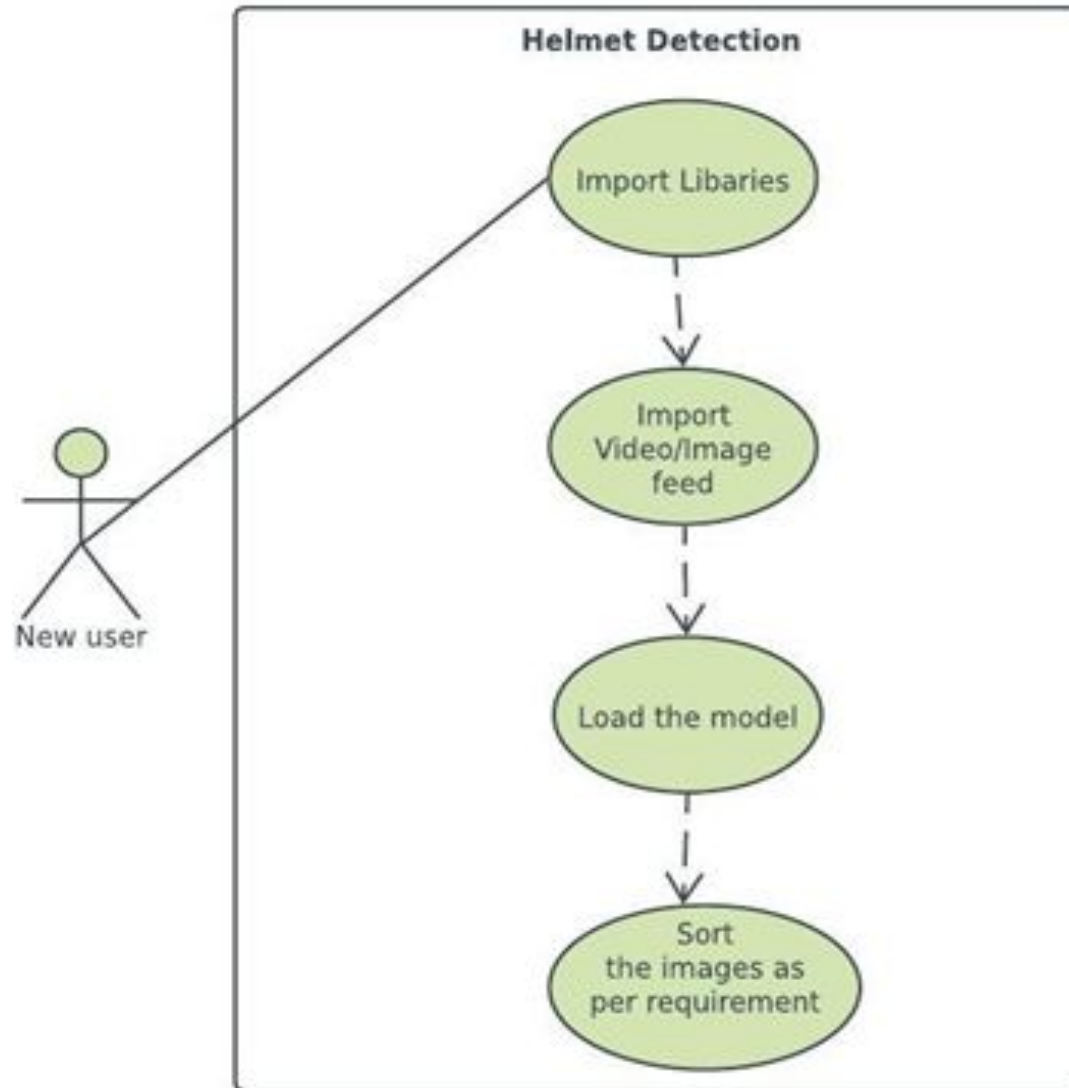 Helmet Detection
Import Libaries
Import
Video/Image
feed
New user
Load the model
Sort
the images as
per requirement